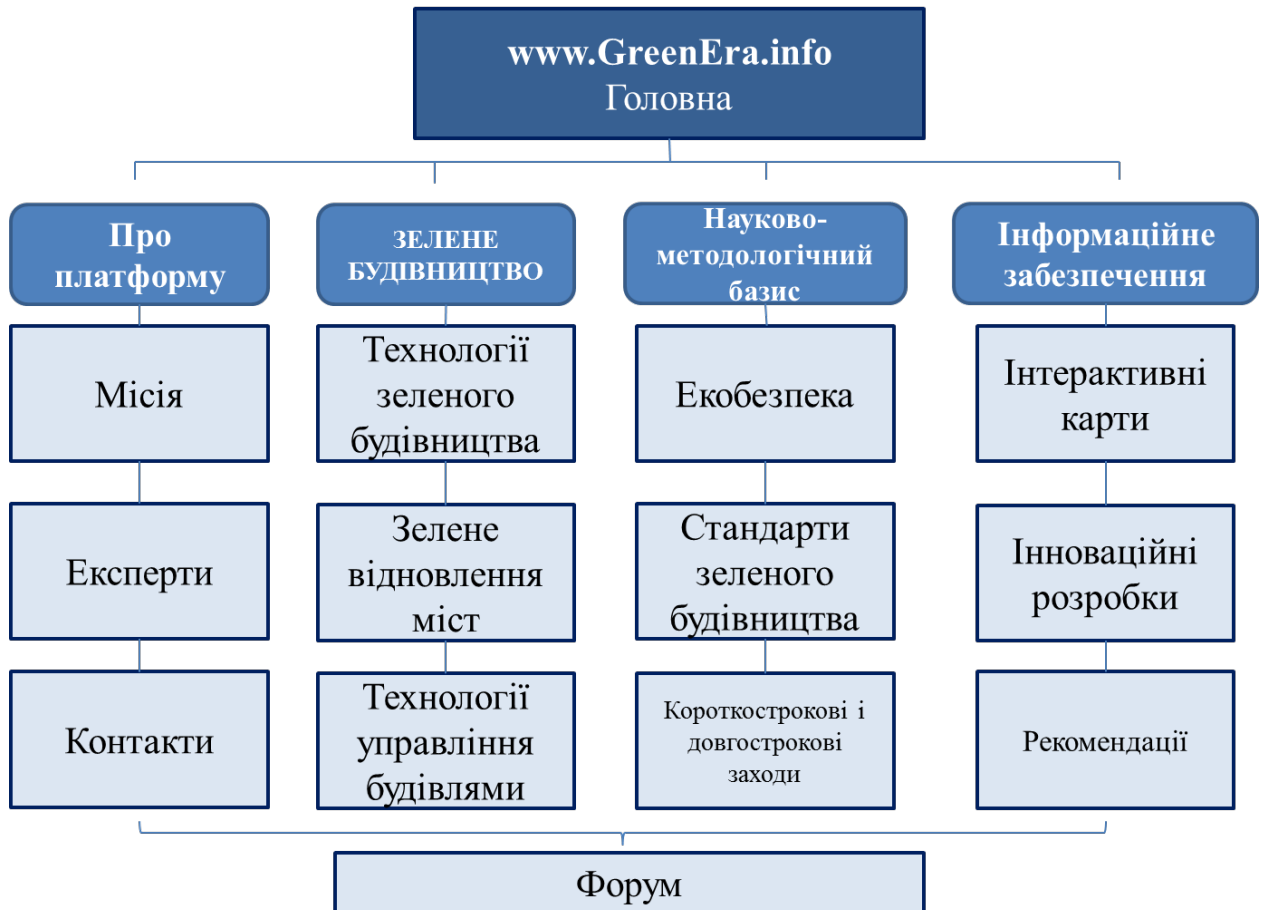 www.GreenEra.info
Головна
Про
платформу
ЗЕЛЕНЕ
БУДІВНИЦТВО
Науково-
методологічний
базис
Інформаційне
забезпечення
Місія
Технології
зеленого
будівництва
Екобезпека
Інтерактивні
карти
Експерти
Зелене
відновлення
міст
Стандарти
зеленого
будівництва
Інноваційні
розробки
Контакти
Технології
управління
будівлями
Короткострокові і
довгострокові
заходи
Рекомендації
Форум